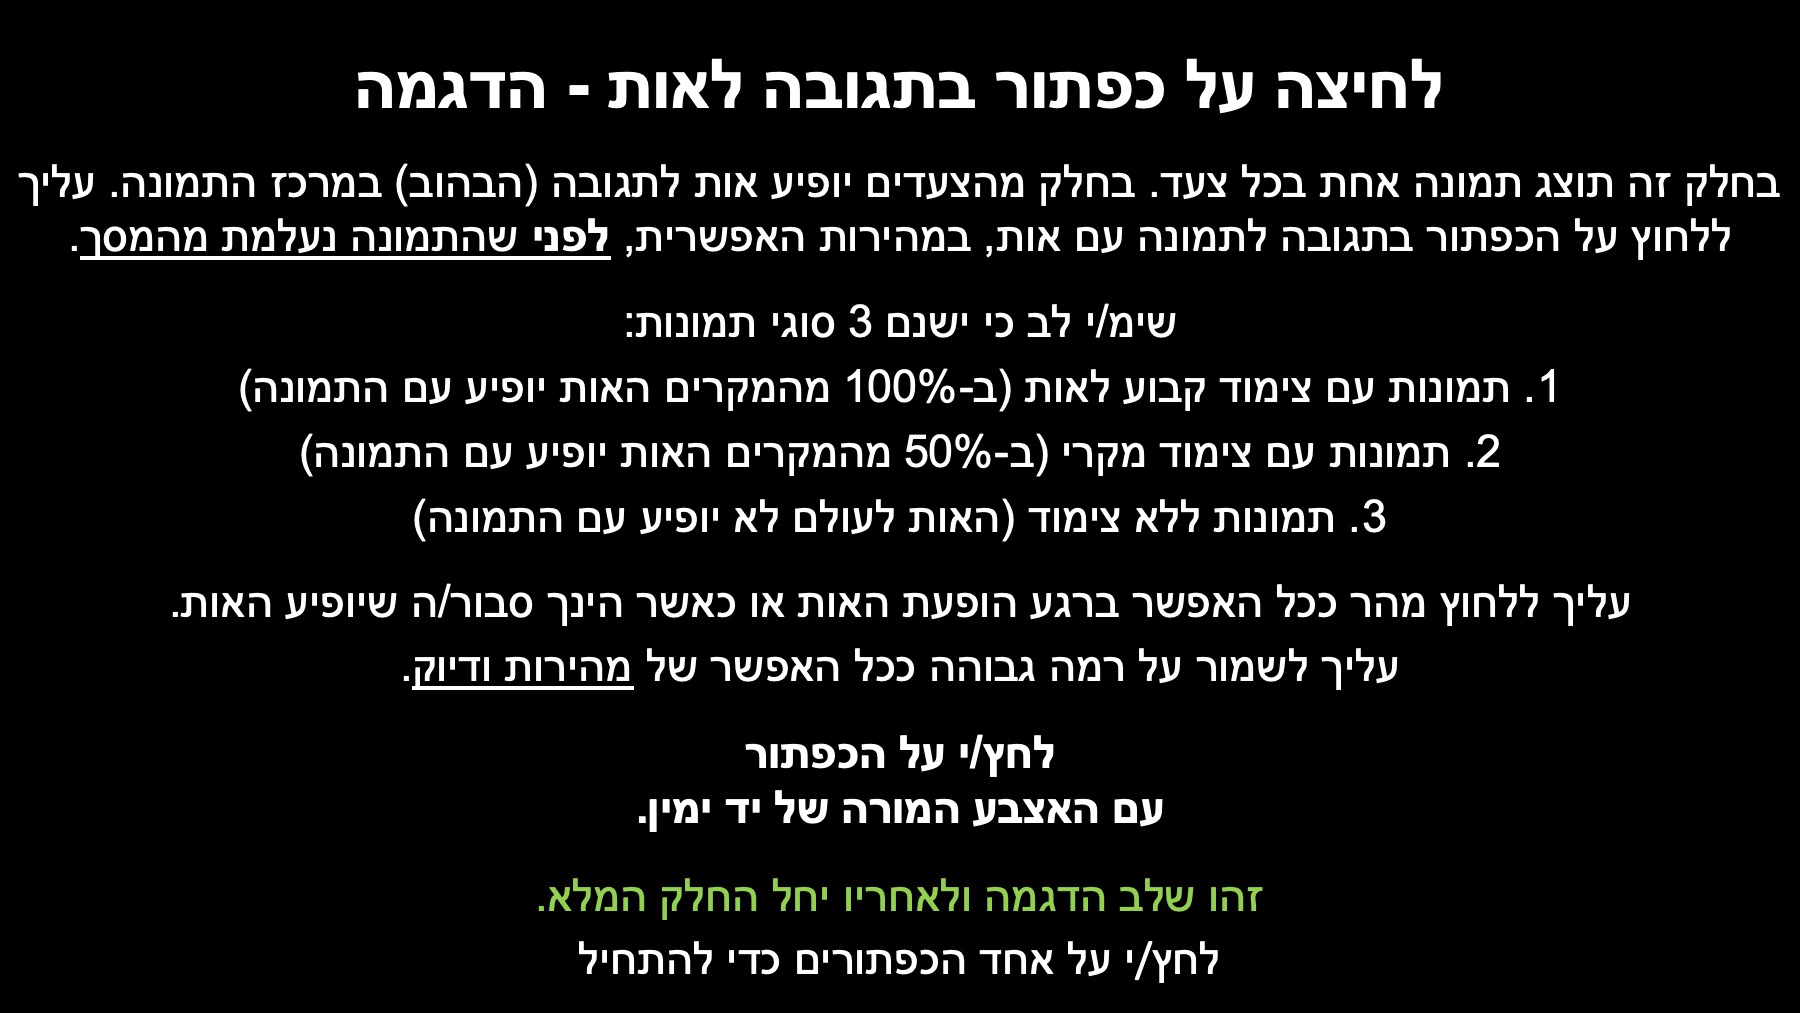 לחיצה על כפתור בתגובה לאות - הדגמה
בחלק זה תוצג תמונה אחת בכל צעד. בחלק מהצעדים יופיע אות לתגובה (הבהוב) במרכז התמונה. עליך
ללחוץ על הכפתור בתגובה לתמונה עם אות, במהירות האפשרית, לפני שהתמונה נעלמת מהמסך.
שימ/י לב כי ישנם 3 סוגי תמונות:
1. תמונות עם צימוד קבוע לאות (ב-100% מהמקרים האות יופיע עם התמונה)
2. תמונות עם צימוד מקרי (ב-50% מהמקרים האות יופיע עם התמונה)
3. תמונות ללא צימוד (האות לעולם לא יופיע עם התמונה)
עליך ללחוץ מהר ככל האפשר ברגע הופעת האות או כאשר הינך סבור/ה שיופיע האות.
עליך לשמור על רמה גבוהה ככל האפשר של מהירות ודיוק.
לחץ/י על הכפתור
עם האצבע המורה של יד ימין.
זהו שלב הדגמה ולאחריו יחל החלק המלא.
לחץ/י על אחד הכפתורים כדי להתחיל